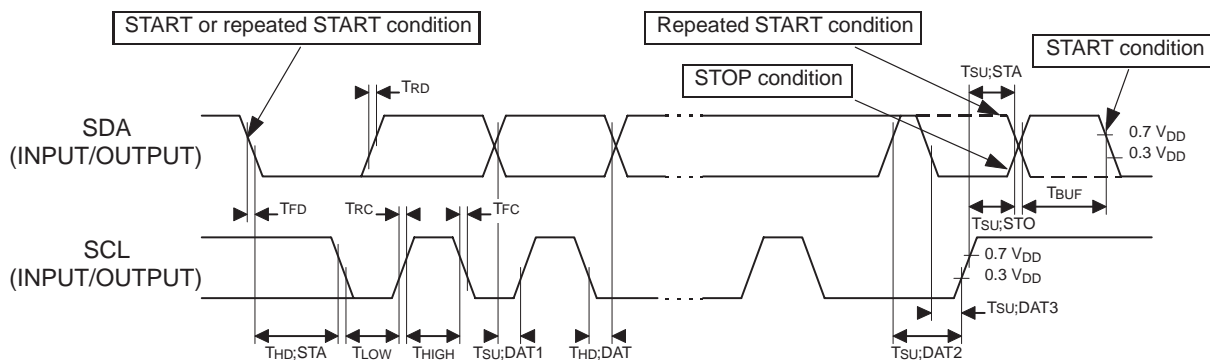 START or repeated START condition
Repeated START condition
START condition
STOP condition
TSU;STA
TRD
SDA
(INPUT/OUTPUT)
0.7 VDD
0.3 VDD
TFD
TRC
TFC
TBUF
TSU;STO
SCL
(INPUT/OUTPUT)
0.7 VDD
0.3 VDD
TSU;DAT3
THD;STA
TLOW
THIGH
TSU;DAT1
THD;DAT
TSU;DAT2